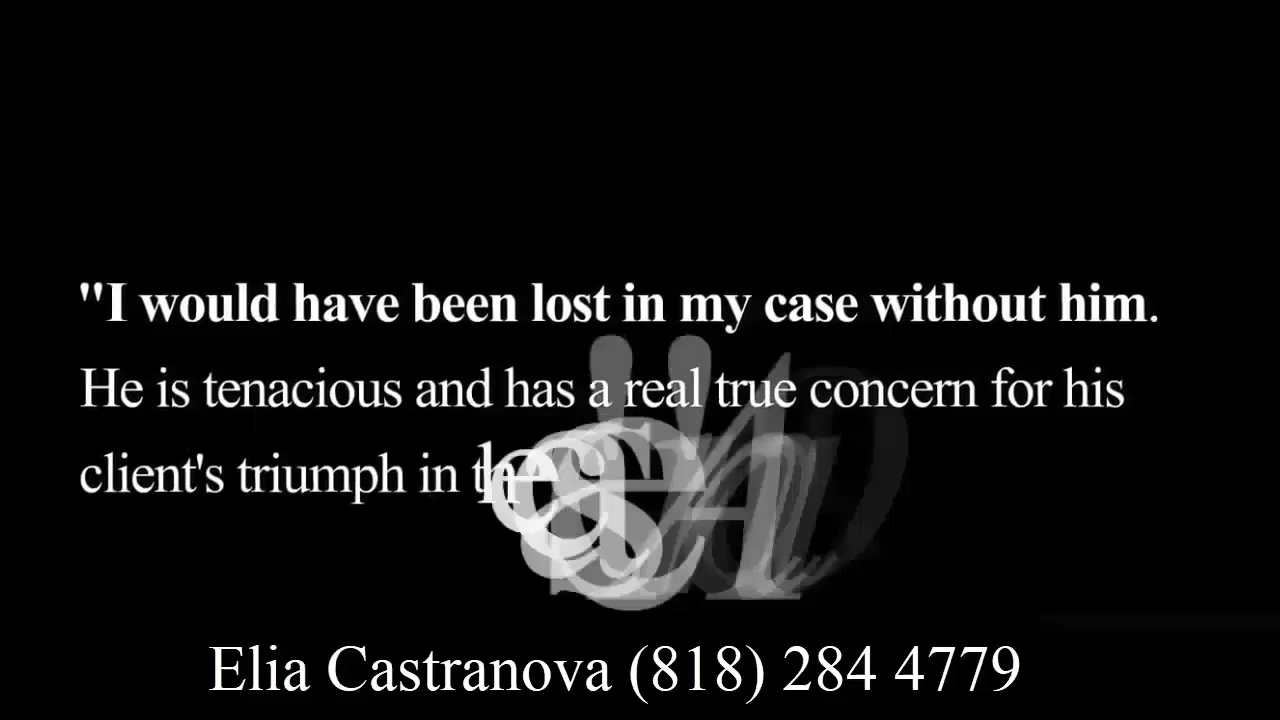 "I would have been lost in my case without him.
He is tenacious and has a real true concern for his
client's triumph in the
Elia Castranova (818) 284 4779